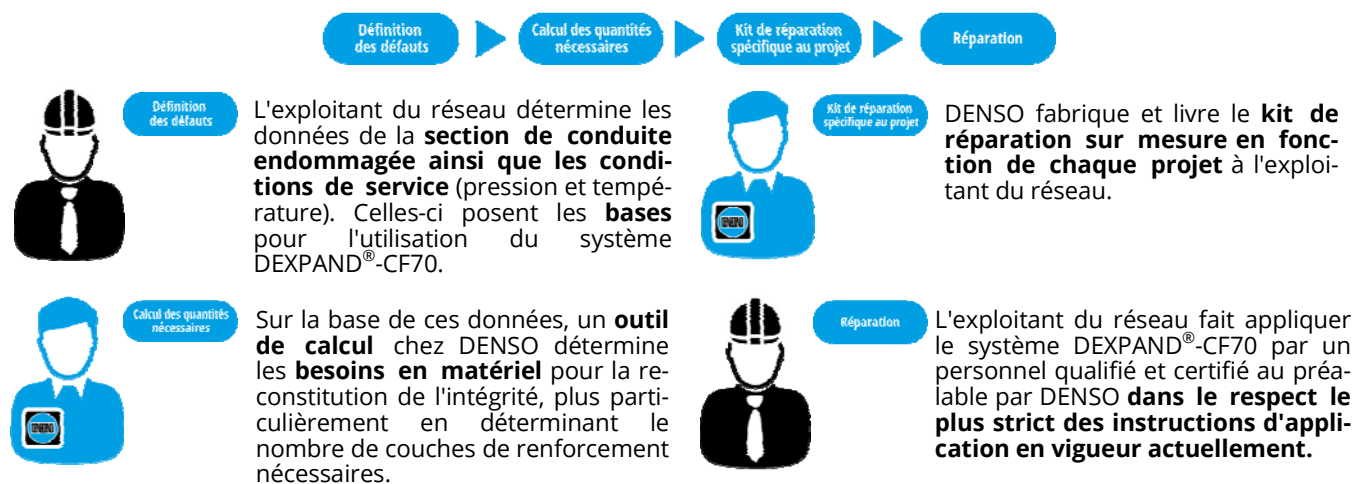 Définition
des défauts
Calcul des quantités
nécessaires
Kit de réparation
spécifique au projet
Réparation
Définition
des défauts
L'exploitant du réseau détermine les
données de la section de conduite
endommagée ainsi que les condi-
tions de service (pression et tempé-
rature). Celles-ci posent les bases
pour l'utilisation du système
DEXPAND®-CF70.
Calcul des quantités
nécessaires
Sur la base de ces données, un outil
de calcul chez DENSO détermine
les besoins en matériel pour la re-
constitution de l'intégrité, plus parti-
culièrement en déterminant le
nombre de couches de renforcement
nécessaires.
Kit de réparation
spécifique au projet
DENSO fabrique et livre le kit de
réparation sur mesure en fonc-
tion de chaque projet à l'exploi-
tant du réseau.
Réparation
L'exploitant du réseau fait appliquer
le système DEXPAND®-CF70 par un
personnel qualifié et certifié au préa-
lable par DENSO dans le respect le
plus strict des instructions d'appli-
cation en vigueur actuellement.